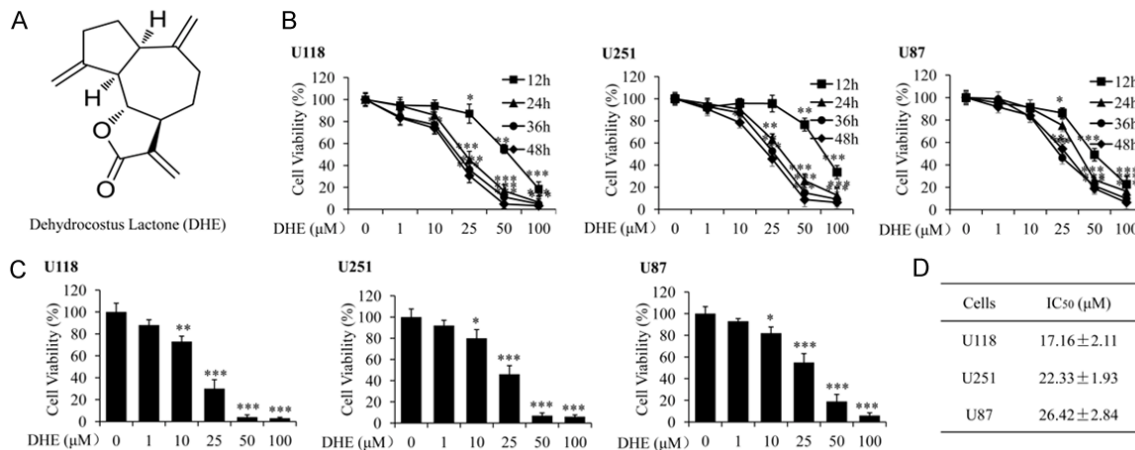 A
H
H
O
O
Dehydrocostus Lactone (DHE)
B
U118
Cell Viability (%)
120
100
80
60
40
20
0
12h
24h
36h
48h
*
**
***
***
***
***
***
***
***
DHE (μM)
0 1 10 25 50 100
U251
Cell Viability (%)
120
100
80
60
40
20
0
12h
24h
36h
48h
**
**
**
***
***
***
***
***
DHE (μM)
0 1 10 25 50 100
U87
Cell Viability (%)
120
100
80
60
40
20
0
12h
24h
36h
48h
*
***
***
***
***
***
***
DHE (μM)
0 1 10 25 50 100
C
U118
Cell Viability (%)
120
100
80
60
40
20
0
** *** *** ***
DHE (μM)
0 1 10 25 50 100
U251
Cell Viability (%)
120
100
80
60
40
20
0
* *** *** ***
DHE (μM)
0 1 10 25 50 100
U87
Cell Viability (%)
120
100
80
60
40
20
0
* *** *** ***
DHE (μM)
0 1 10 25 50 100
D
Cells IC50 (μM)
U118 17.16±2.11
U251 22.33±1.93
U87 26.42±2.84